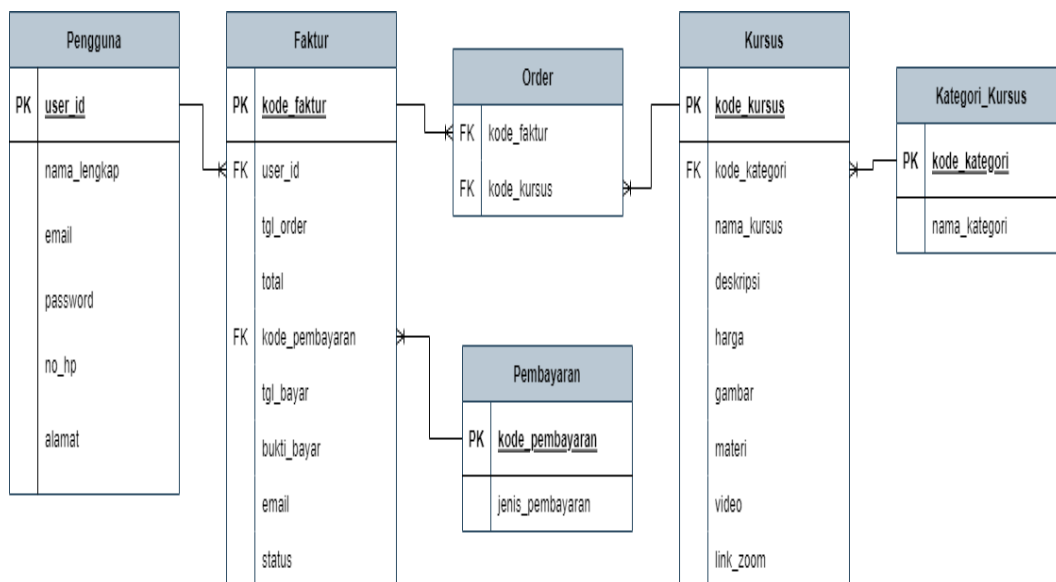 Pengguna
PK user_id
nama_lengkap
email
password
no_hp
alamat
Faktur
PK kode_faktur
FK user_id
tgl_order
total
FK kode_pembayaran
tgl_bayar
bukti_bayar
email
status
Order
FK kode_faktur
FK kode_kursus
Pembayaran
PK kode_pembayaran
jenis_pembayaran
Kursus
PK kode_kursus
FK kode_kategori
nama_kursus
deskripsi
harga
gambar
materi
video
link_zoom
Kategori_Kursus
PK kode_kategori
nama_kategori